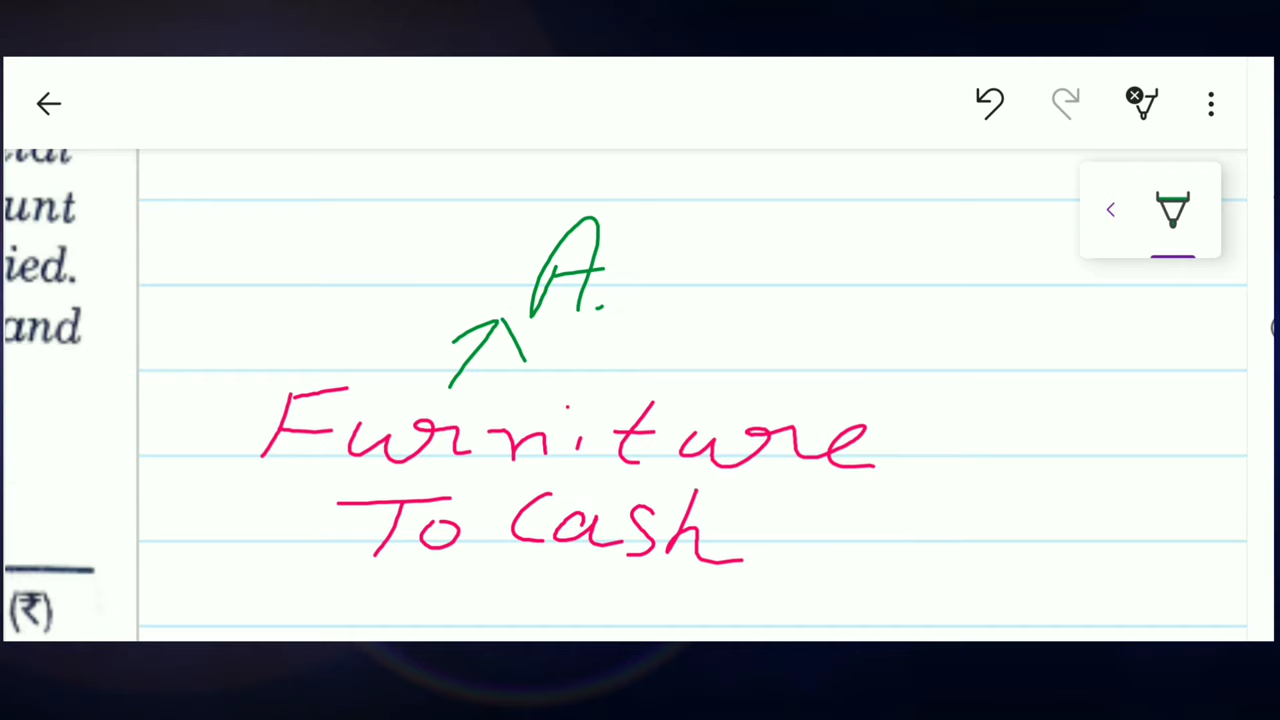 unt
ied.
and
(₹)
A.
Furniture
To Cash